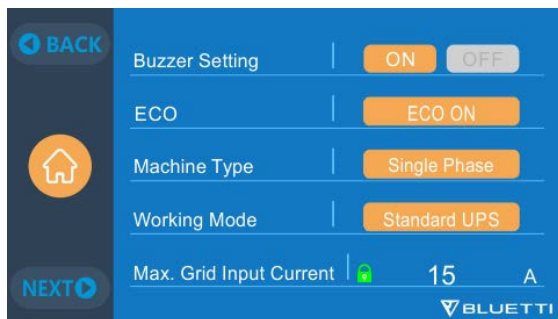 BACK
Buzzer Setting ON OFF
ECO ECO ON
Machine Type Single Phase
Working Mode Standard UPS
Max. Grid Input Current 15 A
NEXT
BLUETTI